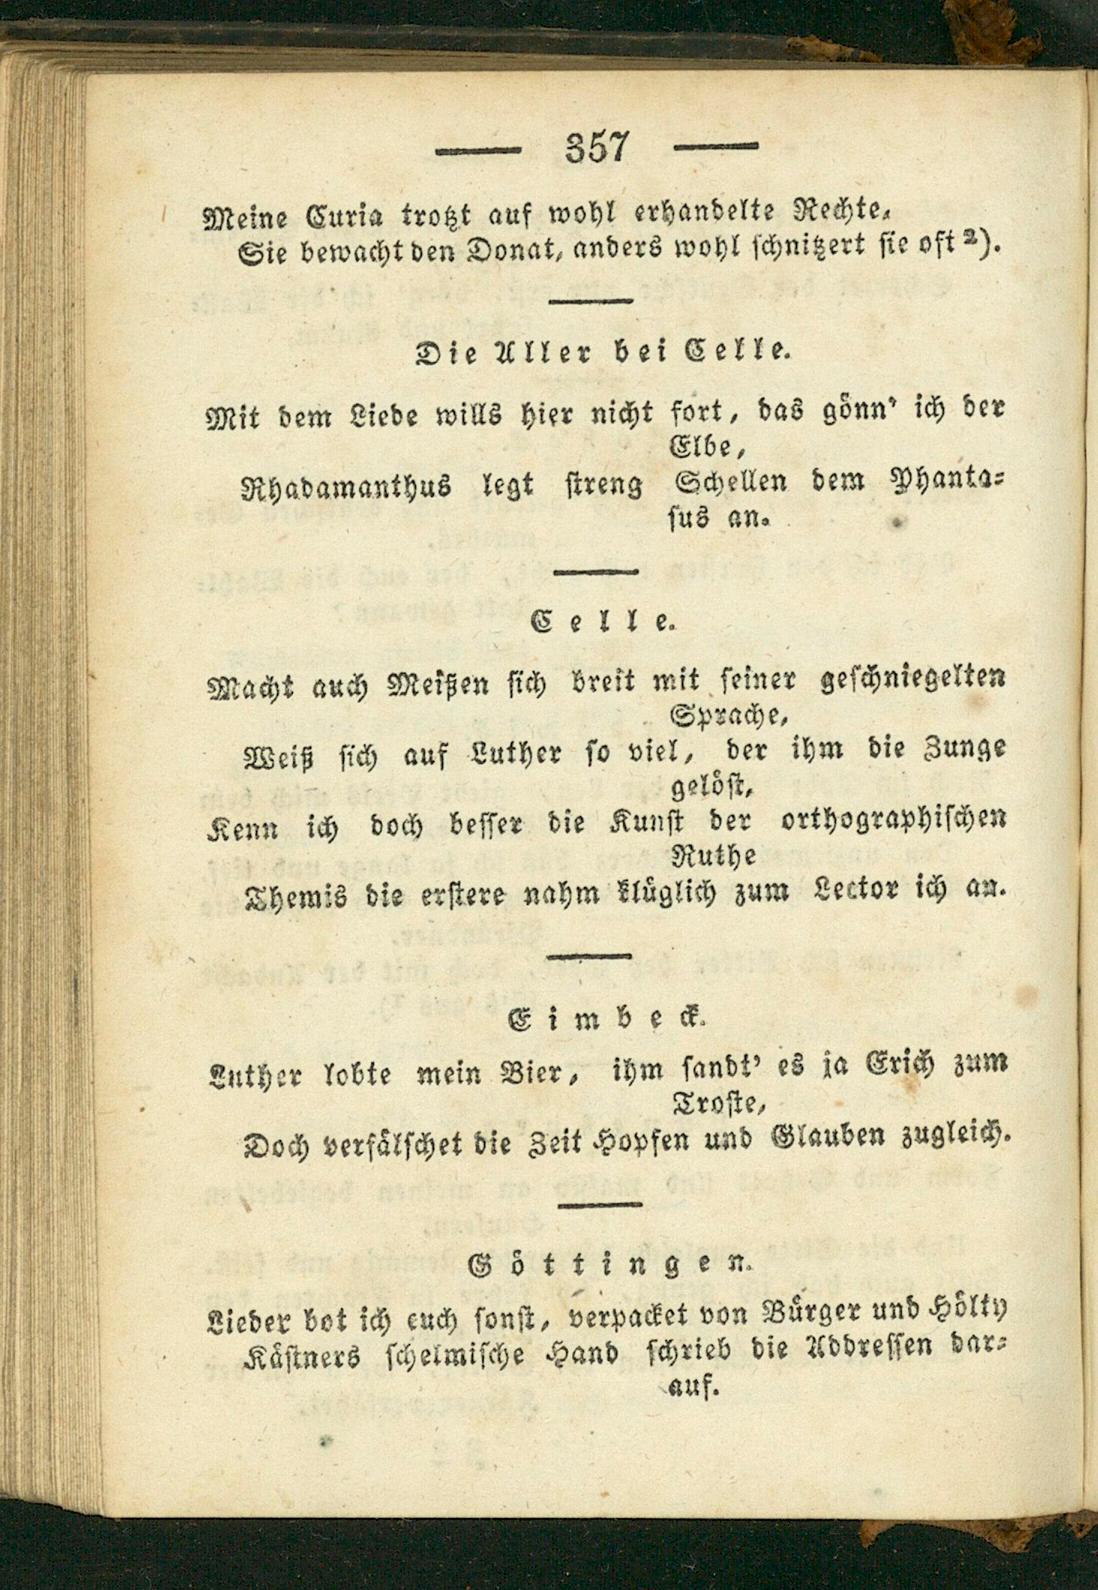 — 357 —
Meine Curia trotzt auf wohl erhandelte Rechte,
Sie bewacht den Donat, anders wohl schnitzert sie oft ²).
Die Aller bei Celle.
Mit dem Liede wills hier nicht fort, das gönn' ich der
Elbe,
Rhadamanthus legt streng Schellen dem Phanta-
sus an.
Celle.
Macht auch Meißen sich breit mit seiner geschniegelten
Sprache,
Weiß sich auf Luther so viel, der ihm die Zunge
gelöst,
Kenn ich doch besser die Kunst der orthographischen
Ruthe
Themis die erstere nahm klüglich zum Lector ich an.
Eimbeck.
Luther lobte mein Bier, ihm sandt' es ja Erich zum
Troste,
Doch verfälschet die Zeit Hopfen und Glauben zugleich.
Göttingen.
Lieder bot ich euch sonst, verpacket von Bürger und Hölty
Kästners schelmische Hand schrieb die Addressen dar-
auf.